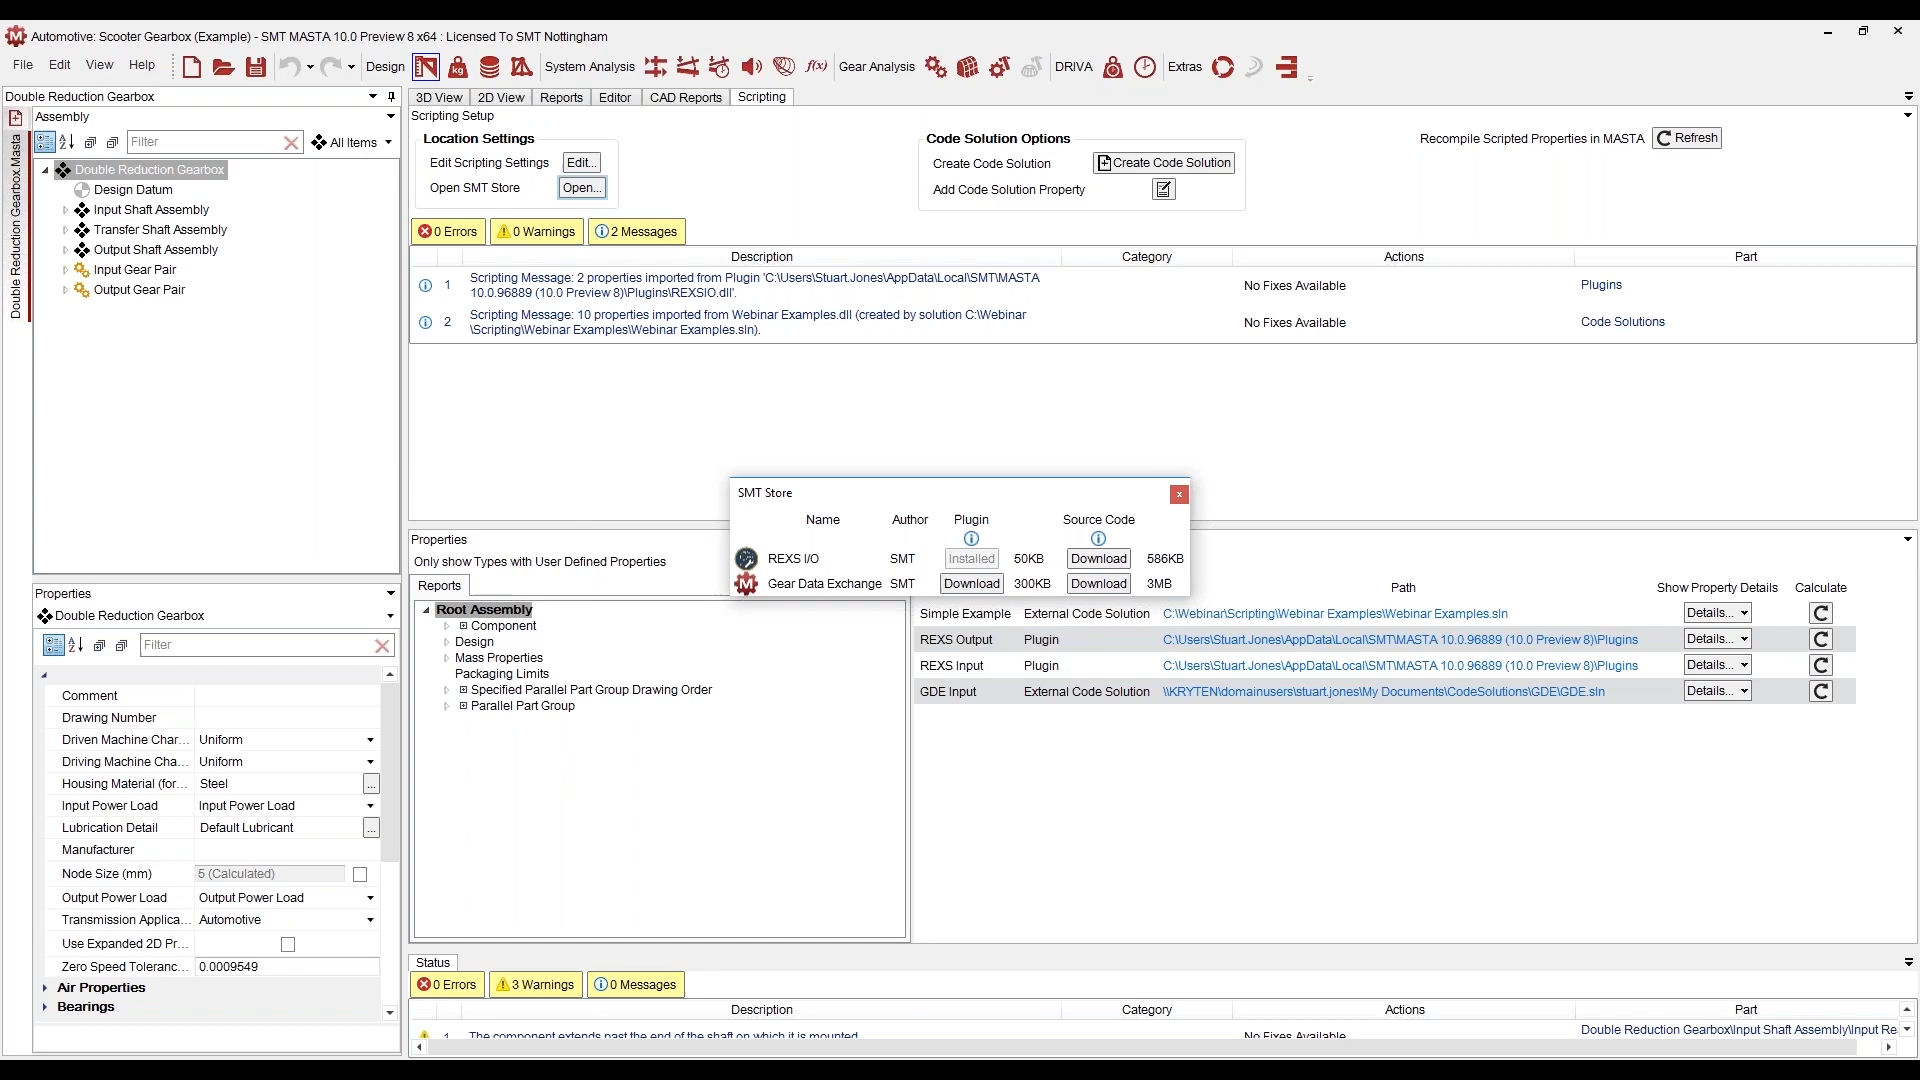 Automotive: Scooter Gearbox (Example) - SMT MASTA 10.0 Preview 8 x64 : Licensed To SMT Nottingham
File Edit View Help Design System Analysis f(x) Gear Analysis DRIVA Extras
Double Reduction Gearbox
Double Reduction Gearbox.Masta
Assembly
Filter All Items
Double Reduction Gearbox
Design Datum
Input Shaft Assembly
Transfer Shaft Assembly
Output Shaft Assembly
Input Gear Pair
Output Gear Pair
Properties
Double Reduction Gearbox
Filter
Comment
Drawing Number
Driven Machine Char... Uniform
Driving Machine Cha... Uniform
Housing Material (for... Steel ...
Input Power Load Input Power Load
Lubrication Detail Default Lubricant ...
Manufacturer
Node Size (mm) 5 (Calculated)
Output Power Load Output Power Load
Transmission Applica... Automotive
Use Expanded 2D Pr...
Zero Speed Toleranc... 0.0009549
Air Properties
Bearings
3D View 2D View Reports Editor CAD Reports Scripting
Scripting Setup
Location Settings
Edit Scripting Settings Edit...
Open SMT Store Open...
Code Solution Options
Create Code Solution Create Code Solution
Add Code Solution Property
Recompile Scripted Properties in MASTA Refresh
0 Errors 0 Warnings 2 Messages
Description Category Actions Part
1 Scripting Message: 2 properties imported from Plugin 'C:\Users\Stuart.Jones\AppData\Local\SMT\MASTA
10.0.96889 (10.0 Preview 8)\Plugins\REXSIO.dll'. No Fixes Available Plugins
2 Scripting Message: 10 properties imported from Webinar Examples.dll (created by solution C:\Webinar
\Scripting\Webinar Examples\Webinar Examples.sln). No Fixes Available Code Solutions
SMT Store
Name Author Plugin Source Code
REXS I/O SMT Installed 50KB Download 586KB
Gear Data Exchange SMT Download 300KB Download 3MB
Properties
Only show Types with User Defined Properties
Reports
Root Assembly
Component
Design
Mass Properties
Packaging Limits
Specified Parallel Part Group Drawing Order
Parallel Part Group
Path Show Property Details Calculate
Simple Example External Code Solution C:\Webinar\Scripting\Webinar Examples\Webinar Examples.sln Details...
REXS Output Plugin C:\Users\Stuart.Jones\AppData\Local\SMT\MASTA 10.0.96889 (10.0 Preview 8)\Plugins Details...
REXS Input Plugin C:\Users\Stuart.Jones\AppData\Local\SMT\MASTA 10.0.96889 (10.0 Preview 8)\Plugins Details...
GDE Input External Code Solution \\KRYTEN\domainusers\stuart.jones\My Documents\CodeSolutions\GDE\GDE.sln Details...
Status
0 Errors 3 Warnings 0 Messages
Description Category Actions Part
1 The component extends past the end of the shaft on which it is mounted No Fixes Available Double Reduction Gearbox\Input Shaft Assembly\Input Re